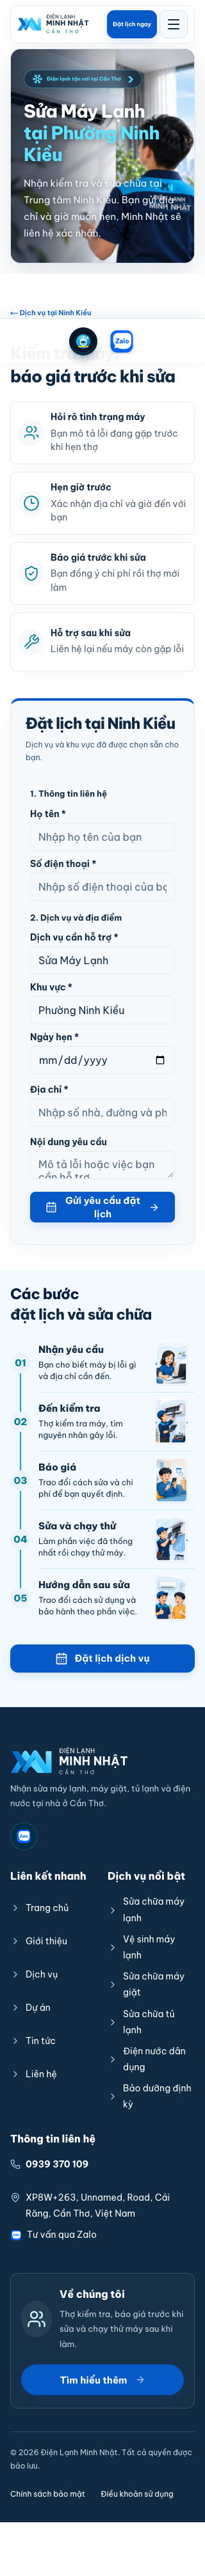 ĐIỆN LẠNH
MINH NHẬT
CẦN THƠ
Đặt lịch ngay
Điện lạnh tận nơi tại Cần Thơ
Sửa Máy Lạnh
tại Phường Ninh
Kiều
Nhận kiểm tra và sửa chữa tại
Trung tâm Ninh Kiều. Bạn gửi địa
chỉ và giờ muốn hẹn, Minh Nhật sẽ
liên hệ xác nhận.
ĐIỆN LẠNH
MINH NHẬT
← Dịch vụ tại Ninh Kiều
Zalo
báo giá trước khi sửa
Hỏi rõ tình trạng máy
Bạn mô tả lỗi đang gặp trước
khi hẹn thợ
Hẹn giờ trước
Xác nhận địa chỉ và giờ đến với
bạn
Báo giá trước khi sửa
Bạn đồng ý chi phí rồi thợ mới
làm
Hỗ trợ sau khi sửa
Liên hệ lại nếu máy còn gặp lỗi
Đặt lịch tại Ninh Kiều
Dịch vụ và khu vực đã được chọn sẵn cho
bạn.
1. Thông tin liên hệ
Họ tên *
Nhập họ tên của bạn
Số điện thoại *
Nhập số điện thoại của bạ
2. Dịch vụ và địa điểm
Dịch vụ cần hỗ trợ *
Sửa Máy Lạnh
Khu vực *
Phường Ninh Kiều
Ngày hẹn *
mm/dd/yyyy
Địa chỉ *
Nhập số nhà, đường và ph
Nội dung yêu cầu
Mô tả lỗi hoặc việc bạn
cần hỗ trợ
Gửi yêu cầu đặt
lịch
Các bước
đặt lịch và sửa chữa
01
Nhận yêu cầu
Bạn cho biết máy bị lỗi gì
và địa chỉ cần đến.
02
Đến kiểm tra
Thợ kiểm tra máy, tìm
nguyên nhân gây lỗi.
03
Báo giá
Trao đổi cách sửa và chi
phí để bạn quyết định.
04
Sửa và chạy thử
Làm phần việc đã thống
nhất rồi chạy thử máy.
05
Hướng dẫn sau sửa
Trao đổi cách sử dụng và
bảo hành theo phần việc.
Đặt lịch dịch vụ
ĐIỆN LẠNH
MINH NHẬT
CẦN THƠ
Nhận sửa máy lạnh, máy giặt, tủ lạnh và điện
nước tại nhà ở Cần Thơ.
Zalo
Liên kết nhanh
Trang chủ
Giới thiệu
Dịch vụ
Dự án
Tin tức
Liên hệ
Dịch vụ nổi bật
Sửa chữa máy
lạnh
Vệ sinh máy
lạnh
Sửa chữa máy
giặt
Sửa chữa tủ
lạnh
Điện nước dân
dụng
Bảo dưỡng định
kỳ
Thông tin liên hệ
0939 370 109
XP8W+263, Unnamed, Road, Cái
Răng, Cần Thơ, Việt Nam
Tư vấn qua Zalo
Về chúng tôi
Thợ kiểm tra, báo giá trước khi
sửa và chạy thử máy sau khi
làm.
Tìm hiểu thêm
© 2026 Điện Lạnh Minh Nhật. Tất cả quyền được
bảo lưu.
Chính sách bảo mật
Điều khoản sử dụng